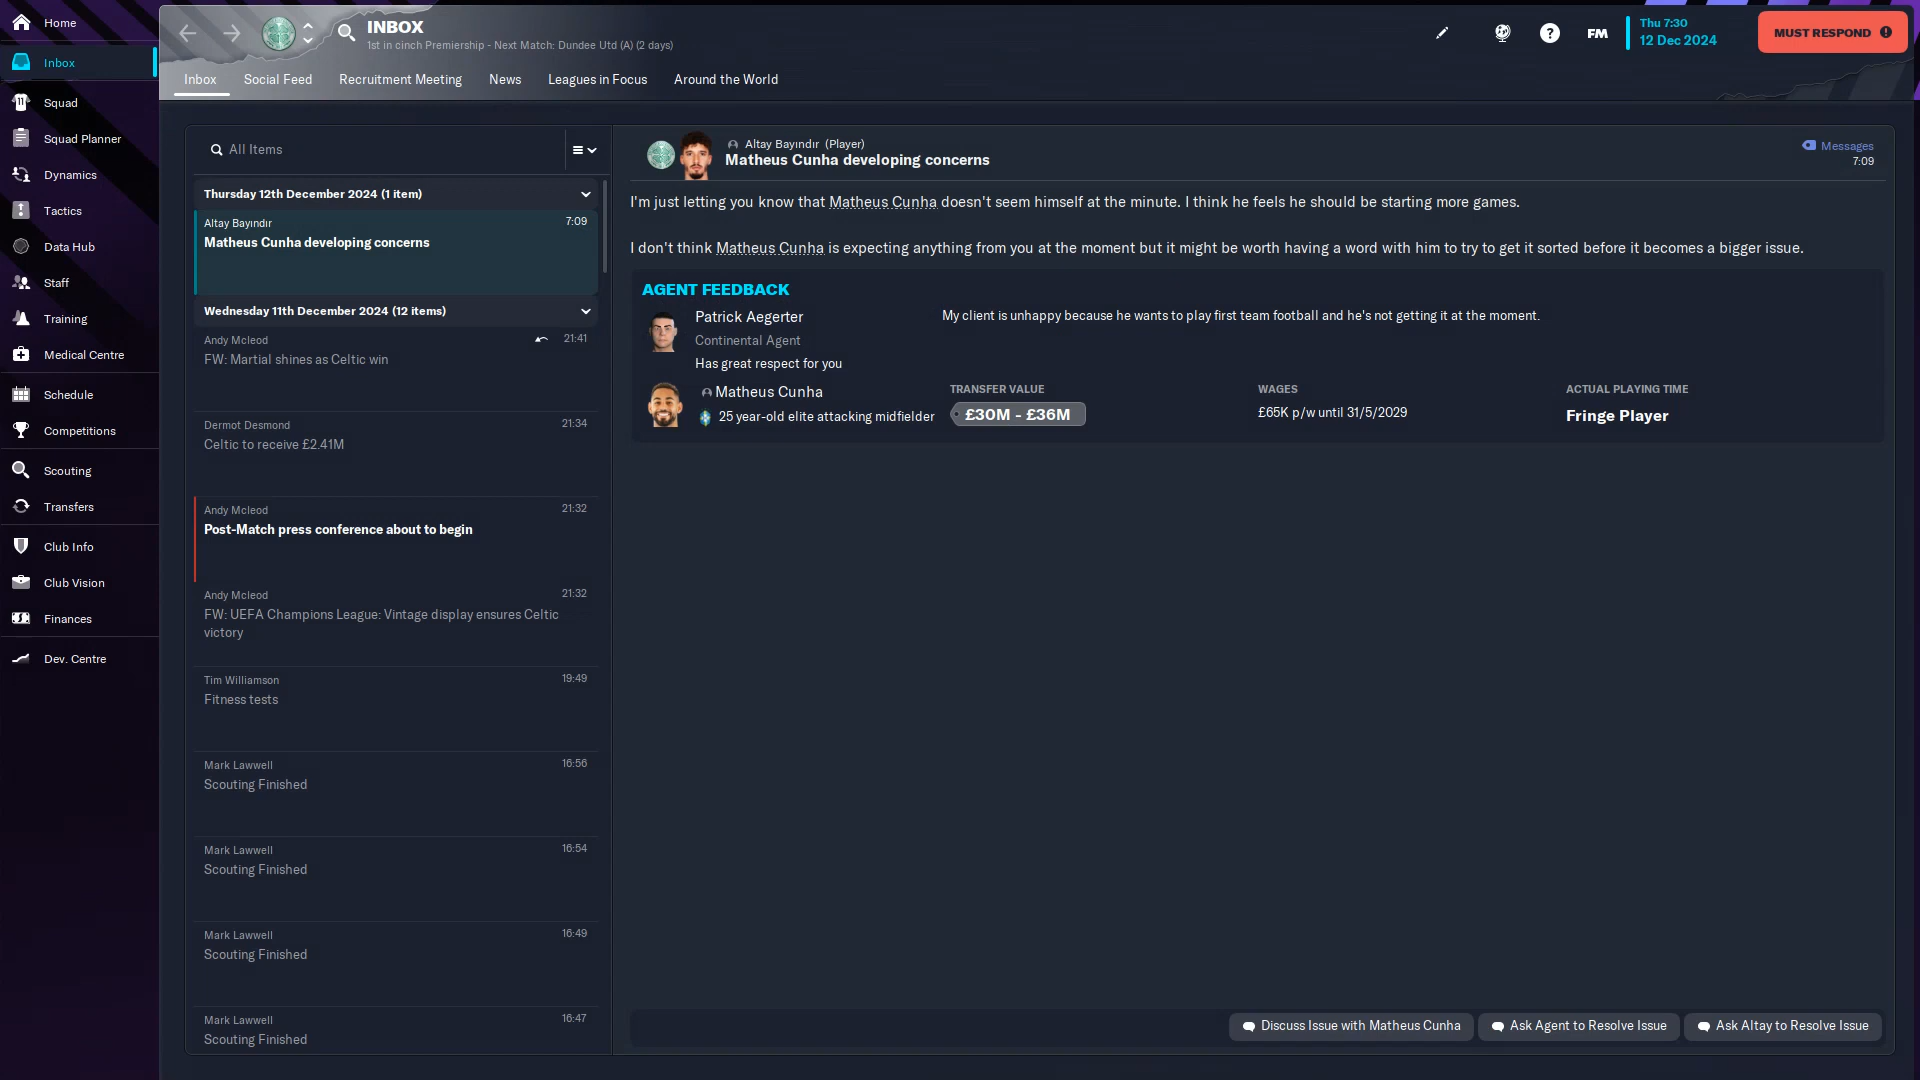 Home
Inbox
Squad
Squad Planner
Dynamics
Tactics
Data Hub
Staff
Training
Medical Centre
Schedule
Competitions
Scouting
Transfers
Club Info
Club Vision
Finances
Dev. Centre
INBOX
1st in cinch Premiership - Next Match: Dundee Utd (A) (2 days)
FM
Thu 7:30
12 Dec 2024
MUST RESPOND
Inbox Social Feed Recruitment Meeting News Leagues in Focus Around the World
All Items
Thursday 12th December 2024 (1 item)
Altay Bayındır 7:09
Matheus Cunha developing concerns
Wednesday 11th December 2024 (12 items)
Andy Mcleod 21:41
FW: Martial shines as Celtic win
Dermot Desmond 21:34
Celtic to receive £2.41M
Andy Mcleod 21:32
Post-Match press conference about to begin
Andy Mcleod 21:32
FW: UEFA Champions League: Vintage display ensures Celtic
victory
Tim Williamson 19:49
Fitness tests
Mark Lawwell 16:56
Scouting Finished
Mark Lawwell 16:54
Scouting Finished
Mark Lawwell 16:49
Scouting Finished
Mark Lawwell 16:47
Scouting Finished
Altay Bayındır (Player)
Matheus Cunha developing concerns
Messages
7:09
I'm just letting you know that Matheus Cunha doesn't seem himself at the minute. I think he feels he should be starting more games.
I don't think Matheus Cunha is expecting anything from you at the moment but it might be worth having a word with him to try to get it sorted before it becomes a bigger issue.
AGENT FEEDBACK
Patrick Aegerter
Continental Agent
Has great respect for you
My client is unhappy because he wants to play first team football and he's not getting it at the moment.
Matheus Cunha
25 year-old elite attacking midfielder
TRANSFER VALUE
£30M - £36M
WAGES
£65K p/w until 31/5/2029
ACTUAL PLAYING TIME
Fringe Player
Discuss Issue with Matheus Cunha
Ask Agent to Resolve Issue
Ask Altay to Resolve Issue